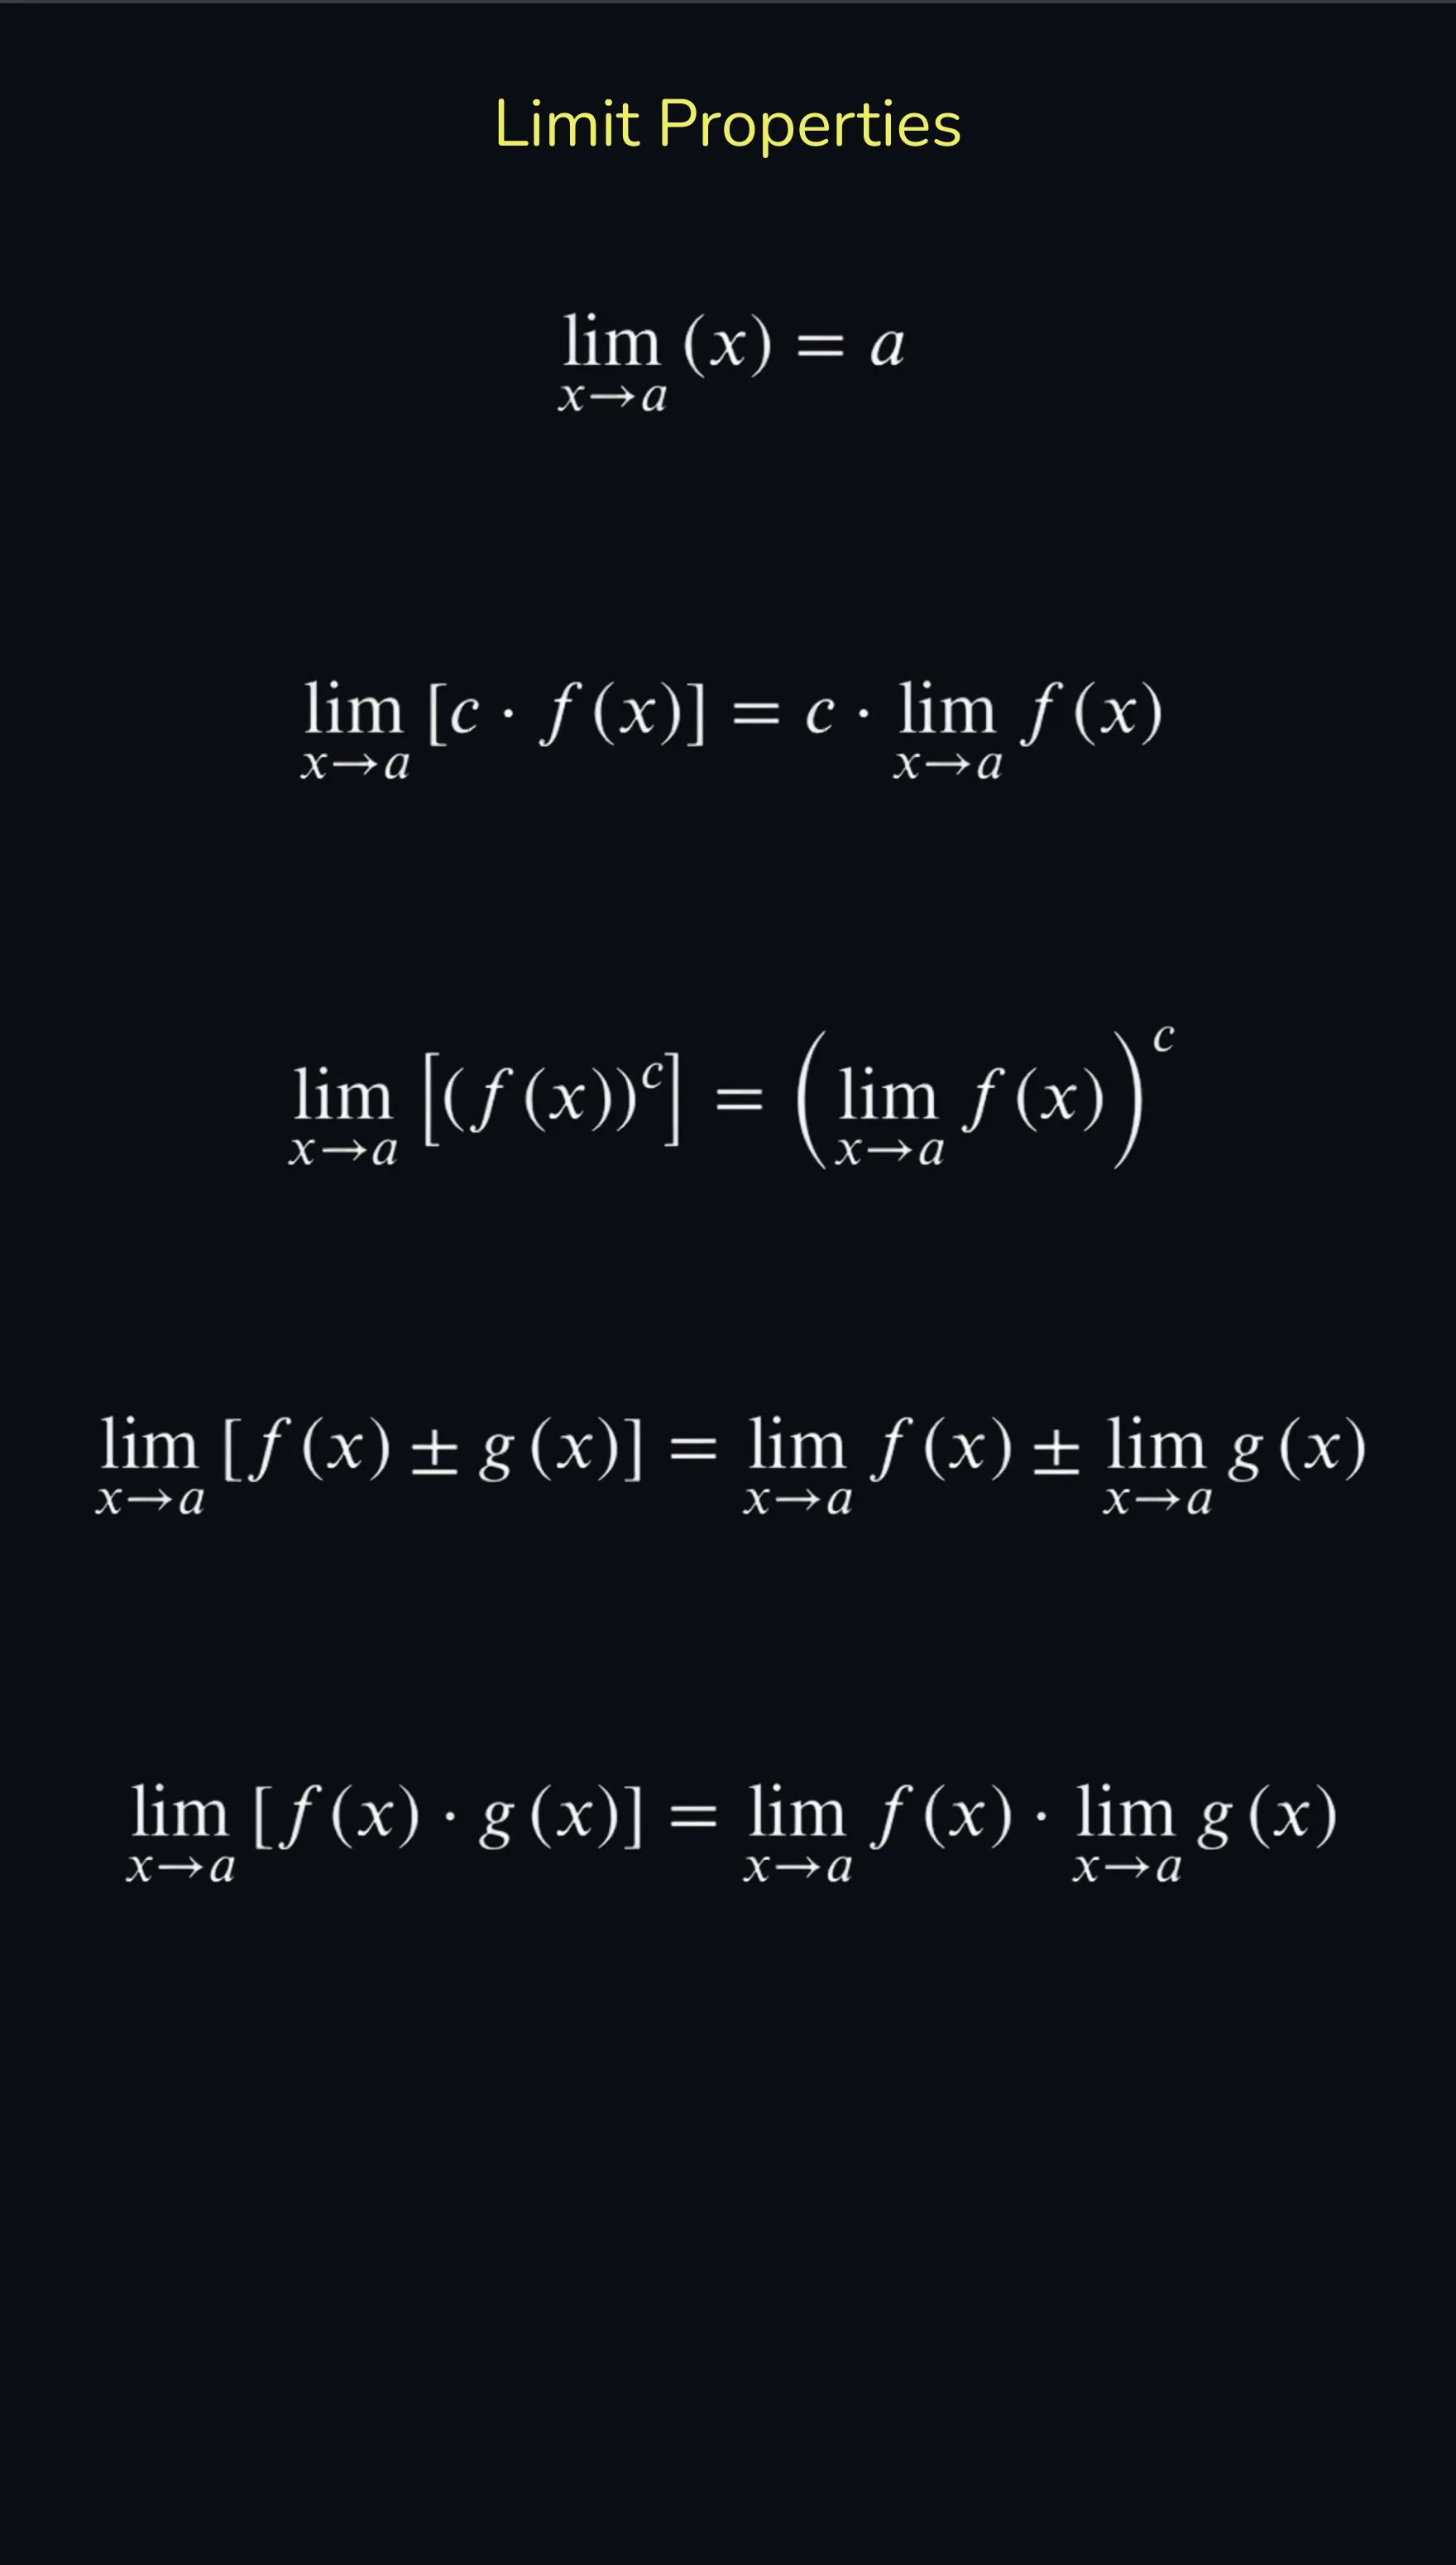 Limit Properties
lim (x) = a
x→a
lim [c · f(x)] = c · lim f(x)
x→a x→a
lim [(f(x))ᶜ] = (lim f(x))ᶜ
x→a x→a
lim [f(x) ± g(x)] = lim f(x) ± lim g(x)
x→a x→a x→a
lim [f(x) · g(x)] = lim f(x) · lim g(x)
x→a x→a x→a